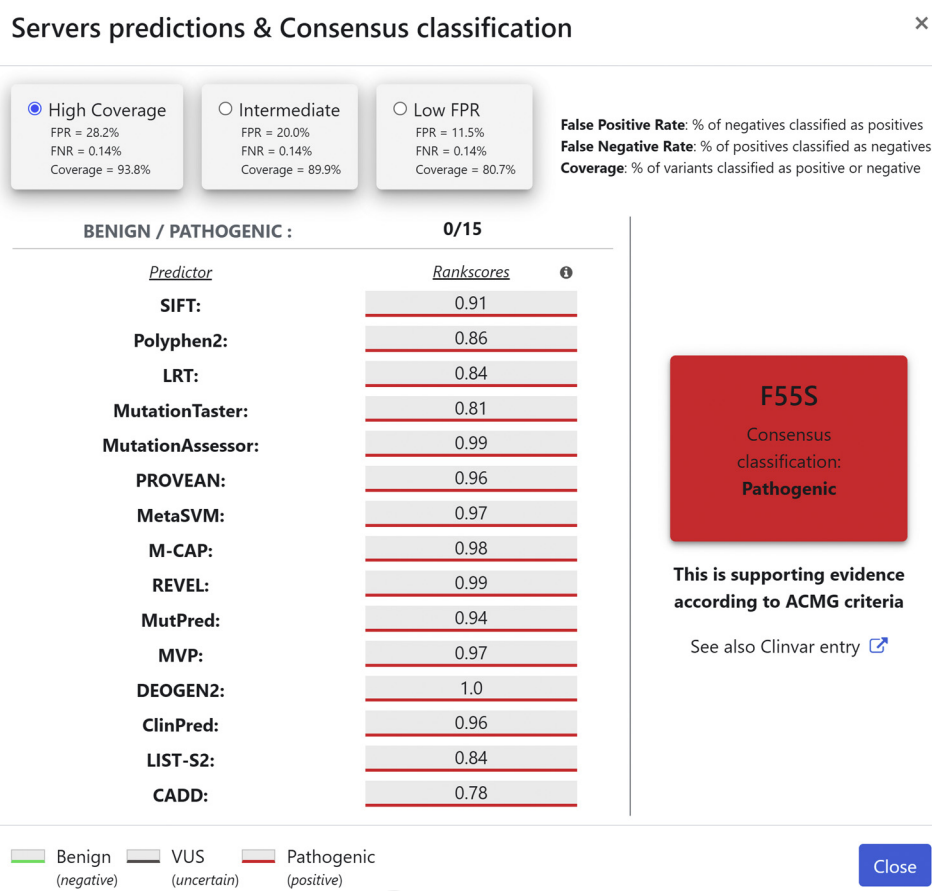 Servers predictions & Consensus classification
×
High Coverage
FPR = 28.2%
FNR = 0.14%
Coverage = 93.8%
Intermediate
FPR = 20.0%
FNR = 0.14%
Coverage = 89.9%
Low FPR
FPR = 11.5%
FNR = 0.14%
Coverage = 80.7%
False Positive Rate: % of negatives classified as positives
False Negative Rate: % of positives classified as negatives
Coverage: % of variants classified as positive or negative
BENIGN / PATHOGENIC : 0/15
Predictor Rankscores i
SIFT: 0.91
Polyphen2: 0.86
LRT: 0.84
MutationTaster: 0.81
MutationAssessor: 0.99
PROVEAN: 0.96
MetaSVM: 0.97
M-CAP: 0.98
REVEL: 0.99
MutPred: 0.94
MVP: 0.97
DEOGEN2: 1.0
ClinPred: 0.96
LIST-S2: 0.84
CADD: 0.78
F55S
Consensus
classification:
Pathogenic
This is supporting evidence
according to ACMG criteria
See also Clinvar entry
Benign VUS Pathogenic
(negative) (uncertain) (positive)
Close